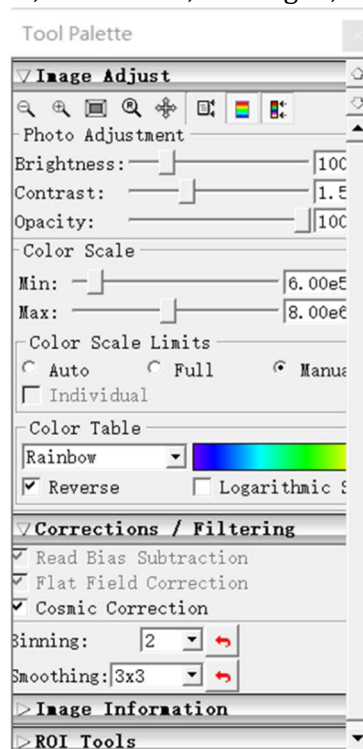 Tool Palette
Image Adjust
Photo Adjustment
Brightness: 100
Contrast: 1.5
Opacity: 100
Color Scale
Min: 6.00e5
Max: 8.00e6
Color Scale Limits
Auto Full Manua
Individual
Color Table
Rainbow
Reverse Logarithmic S
Corrections / Filtering
Read Bias Subtraction
Flat Field Correction
Cosmic Correction
Binning: 2
Smoothing: 3x3
Image Information
ROI Tools